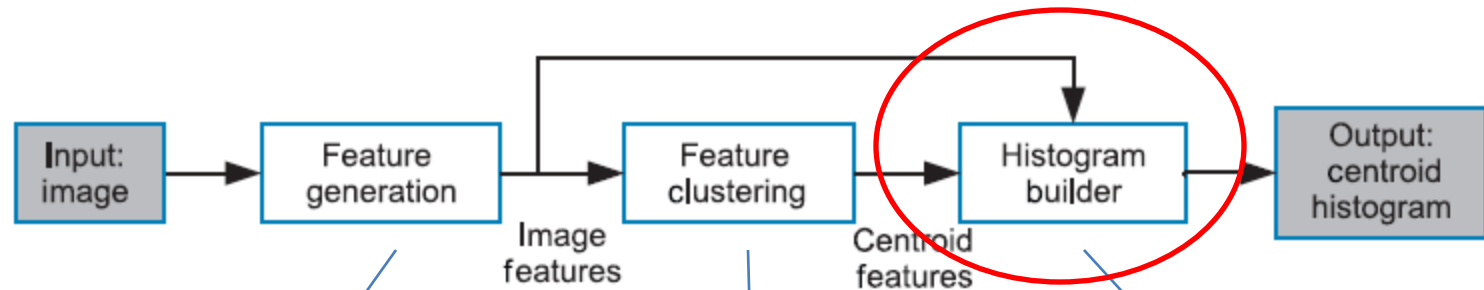 Input:
image
Feature
generation
Image
features
Feature
clustering
Centroid
features
Histogram
builder
Output:
centroid
histogram